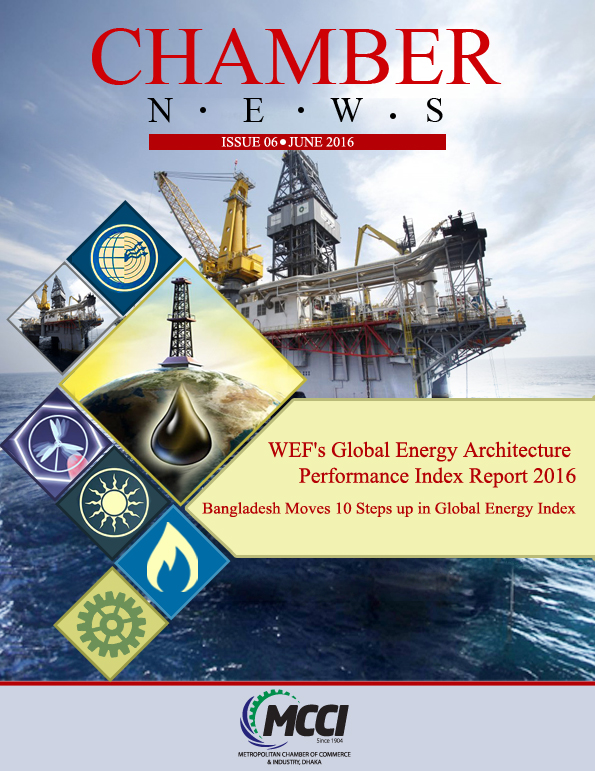 CHAMBER
N • E • W • S
ISSUE 06●JUNE 2016
WEF's Global Energy Architecture
Performance Index Report 2016
Bangladesh Moves 10 Steps up in Global Energy Index
MCCI
Since 1904
METROPOLITAN CHAMBER OF COMMERCE
& INDUSTRY, DHAKA